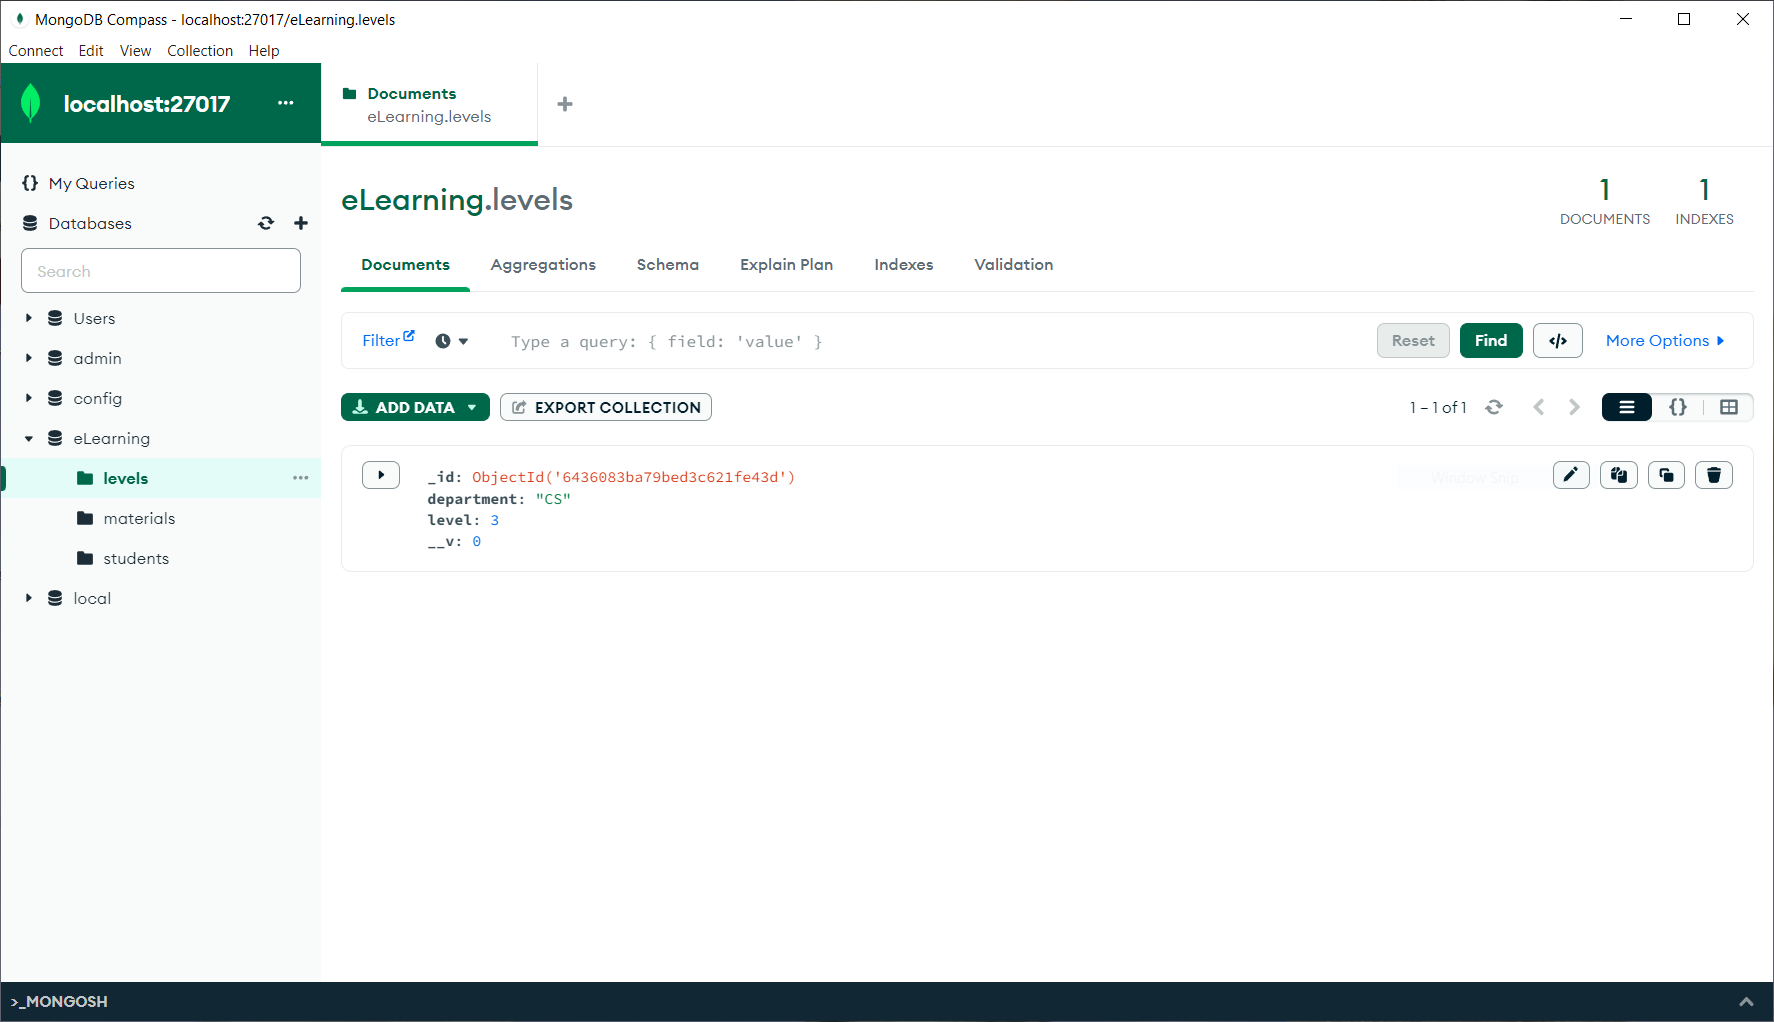 MongoDB Compass - localhost:27017/eLearning.levels
Connect Edit View Collection Help
localhost:27017 ...
Documents
eLearning.levels
+
{} My Queries
Databases
Search
Users
admin
config
eLearning
levels ...
materials
students
local
eLearning.levels
1 DOCUMENTS
1 INDEXES
Documents Aggregations Schema Explain Plan Indexes Validation
Filter Type a query: { field: 'value' } Reset Find </> More Options
ADD DATA EXPORT COLLECTION 1 – 1 of 1 {}
_id: ObjectId('6436083ba79bed3c621fe43d')
Window Snip
department: "CS"
level: 3
__v: 0
>_MONGOSH